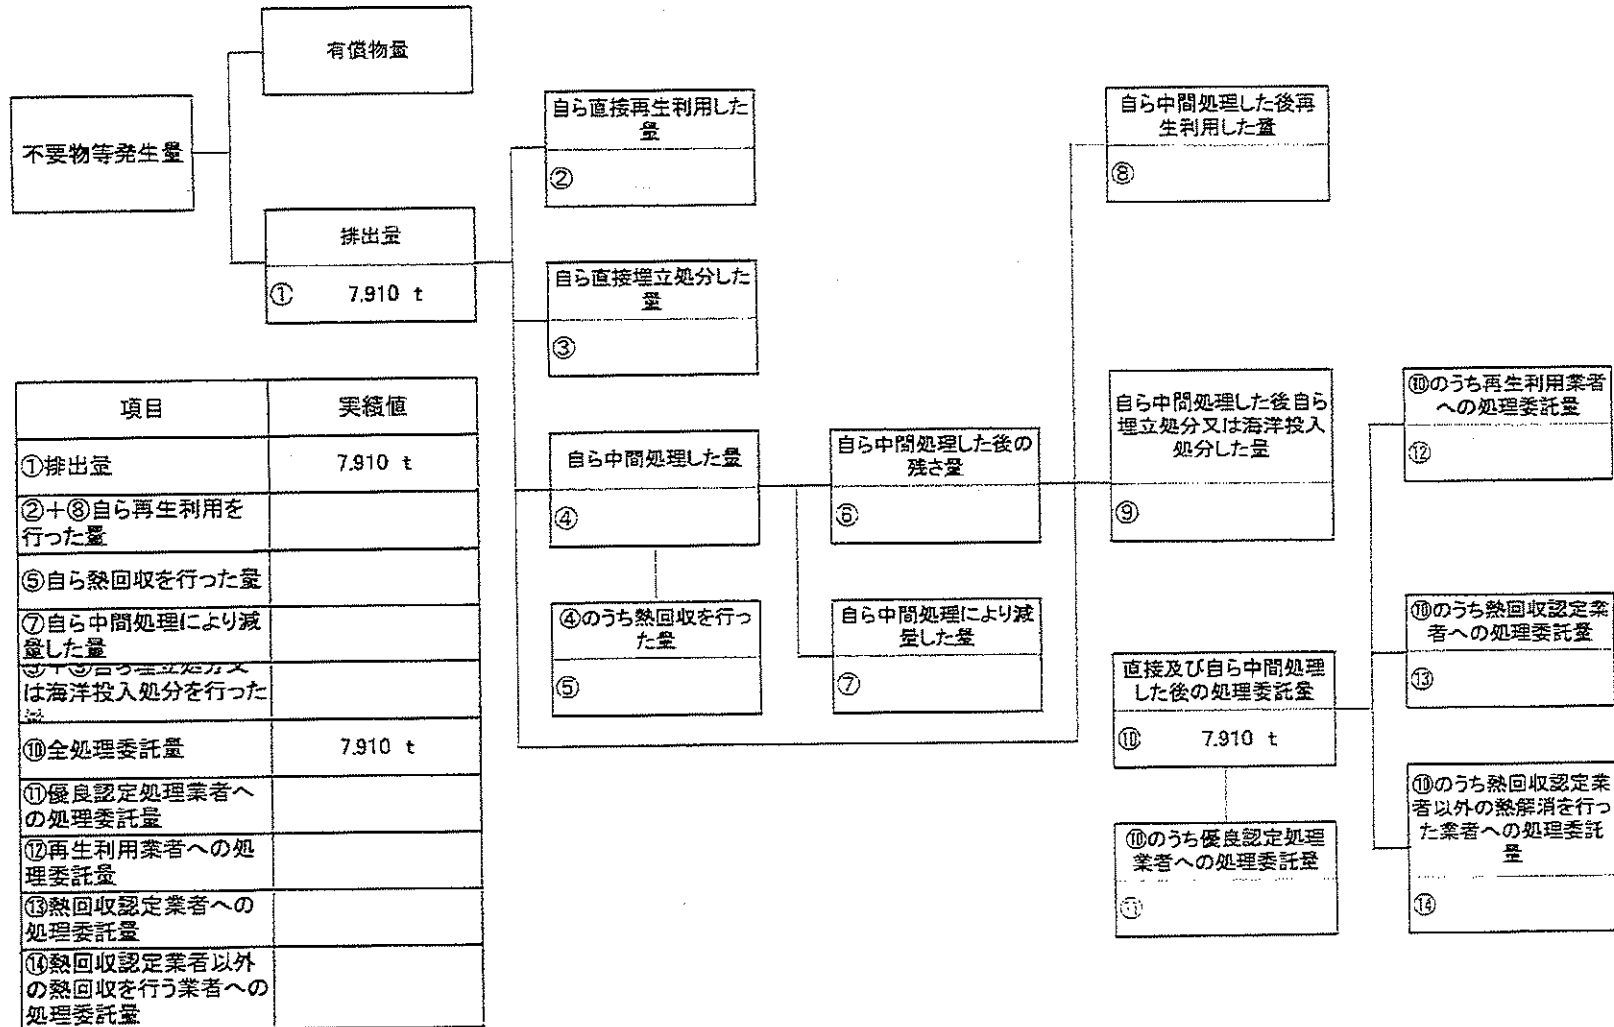 有償物量
不要物等発生量
排出量
① 7.910 t
自ら直接再生利用した
量
②
自ら直接埋立処分した
量
③
自ら中間処理した量
④
④のうち熱回収を行っ
た量
⑤
自ら中間処理した後の
残さ量
⑥
自ら中間処理により減
量した量
⑦
自ら中間処理した後再
生利用した量
⑧
自ら中間処理した後自ら
埋立処分又は海洋投入
処分した量
⑨
直接及び自ら中間処理
した後の処理委託量
⑩ 7.910 t
⑩のうち優良認定処理
業者への処理委託量
⑪
⑩のうち再生利用業者
への処理委託量
⑫
⑩のうち熱回収認定業
者への処理委託量
⑬
⑩のうち熱回収認定業
者以外の熱解消を行っ
た業者への処理委託
量
⑭
項目 実績値
①排出量 7.910 t
②+⑧自ら再生利用を
行った量
⑤自ら熱回収を行った量
⑦自ら中間処理により減
量した量
は海洋投入処分を行った
⑩全処理委託量 7.910 t
⑪優良認定処理業者へ
の処理委託量
⑫再生利用業者への処
理委託量
⑬熱回収認定業者への
処理委託量
⑭熱回収認定業者以外
の熱回収を行う業者への
処理委託量